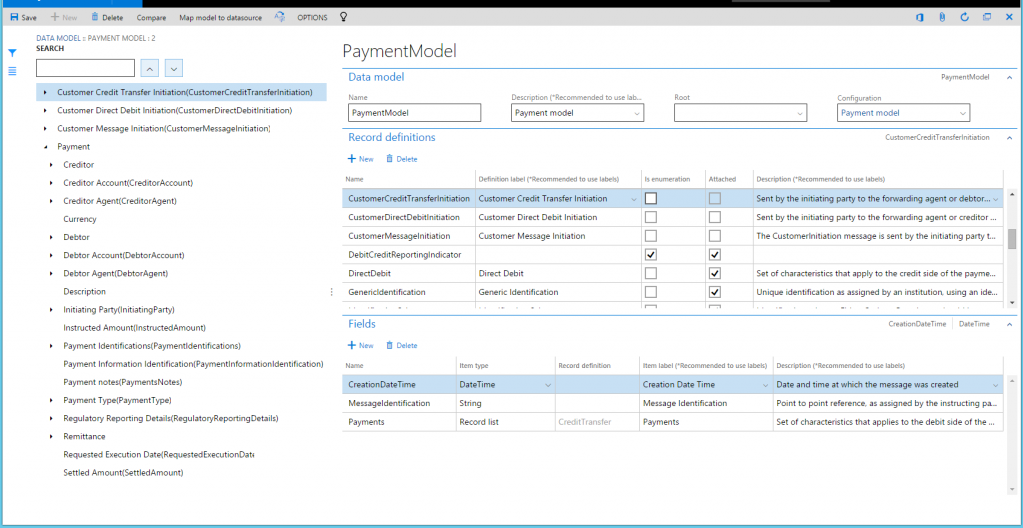 Save New Delete Compare Map model to datasource OPTIONS
DATA MODEL :: PAYMENT MODEL : 2
SEARCH
Customer Credit Transfer Initiation(CustomerCreditTransferInitiation)
Customer Direct Debit Initiation(CustomerDirectDebitInitiation)
Customer Message Initiation(CustomerMessageInitiation)
Payment
Creditor
Creditor Account(CreditorAccount)
Creditor Agent(CreditorAgent)
Currency
Debtor
Debtor Account(DebtorAccount)
Debtor Agent(DebtorAgent)
Description
Initiating Party(InitiatingParty)
Instructed Amount(InstructedAmount)
Payment Identifications(PaymentIdentifications)
Payment Information Identification(PaymentInformationIdentification)
Payment notes(PaymentsNotes)
Payment Type(PaymentType)
Regulatory Reporting Details(RegulatoryReportingDetails)
Remittance
Requested Execution Date(RequestedExecutionDate
Settled Amount(SettledAmount)
PaymentModel
Data model PaymentModel
Name Description (*Recommended to use lab... Root Configuration
PaymentModel Payment model Payment model
Record definitions CustomerCreditTransferInitiation
New Delete
Name Definition label (*Recommended to use labels) Is enumeration Attached Description (*Recommended to use labels)
CustomerCreditTransferInitiation Customer Credit Transfer Initiation Sent by the initiating party to the forwarding agent or debtor...
CustomerDirectDebitInitiation Customer Direct Debit Initiation Sent by the initiating party to the forwarding agent or creditor ...
CustomerMessageInitiation Customer Message Initiation The CustomerInitiation message is sent by the initiating party t...
DebitCreditReportingIndicator
DirectDebit Direct Debit Set of characteristics that apply to the credit side of the payme...
GenericIdentification Generic Identification Unique identification as assigned by an institution, using an ide...
Fields CreationDateTime DateTime
New Delete
Name Item type Record definition Item label (*Recommended to use labels) Description (*Recommended to use labels)
CreationDateTime DateTime Creation Date Time Date and time at which the message was created
MessageIdentification String Message Identification Point to point reference, as assigned by the instructing pa...
Payments Record list CreditTransfer Payments Set of characteristics that applies to the debit side of the ...